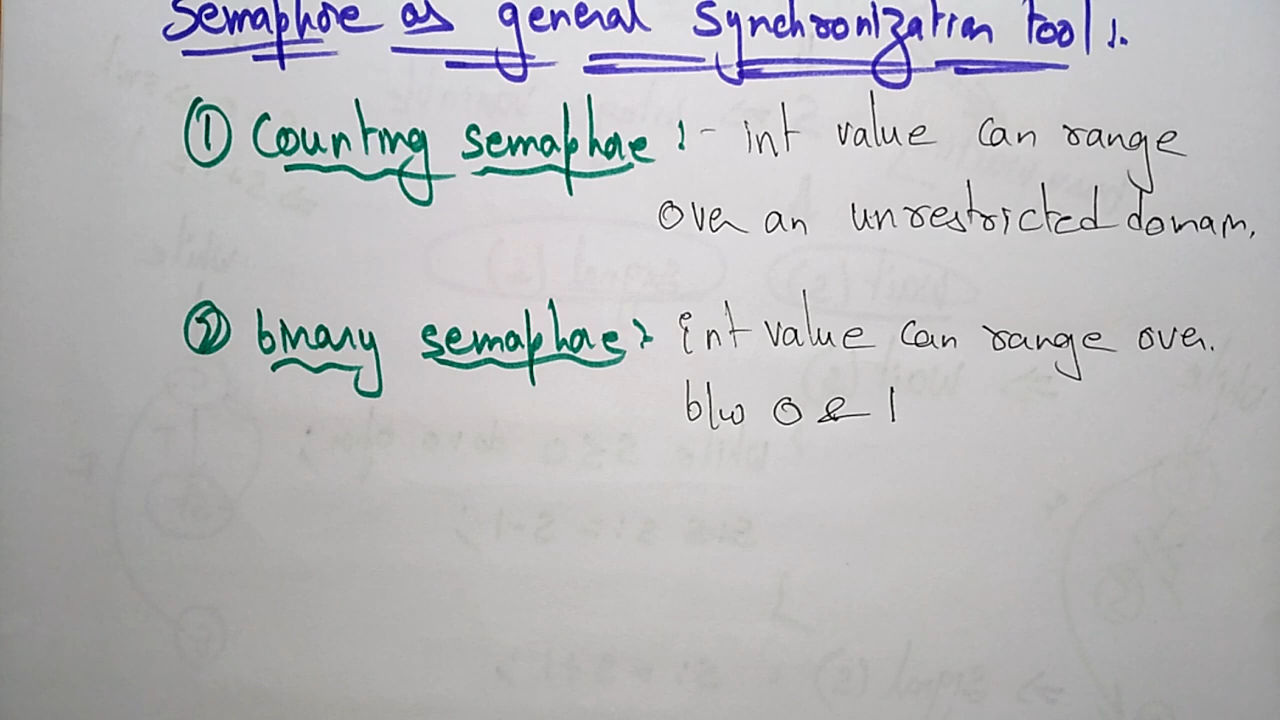 Semaphore as general synchronization tool:-
① Counting semaphore :- int value can range
over an unrestricted domain.
② binary semaphore: int value can range over.
b/w 0 & 1